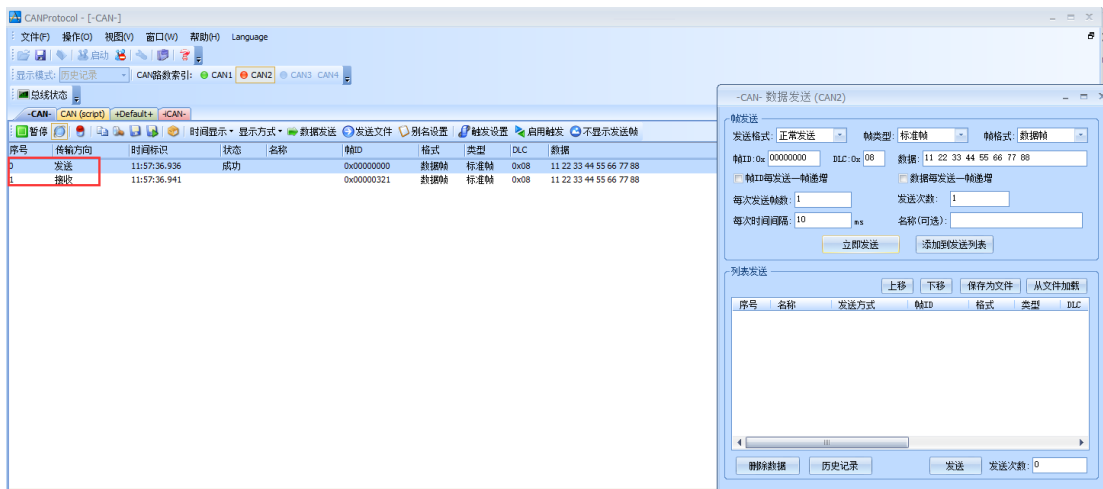 CANProtocol - [-CAN-]
文件(F) 操作(O) 视图(V) 窗口(W) 帮助(H) Language
启动
显示模式: 历史记录 CAN路数索引: CAN1 CAN2 CAN3 CAN4
总线状态
-CAN- CAN (script) +Default+ -ICAN-
暂停 时间显示 显示方式 数据发送 发送文件 别名设置 触发设置 启用触发 不显示发送帧
序号 传输方向 时间标识 状态 名称 帧ID 格式 类型 DLC 数据
0 发送 11:57:36.936 成功 0x00000000 数据帧 标准帧 0x08 11 22 33 44 55 66 77 88
1 接收 11:57:36.941 0x00000321 数据帧 标准帧 0x08 11 22 33 44 55 66 77 88
-CAN- 数据发送 (CAN2)
帧发送
发送格式: 正常发送 帧类型: 标准帧 帧格式: 数据帧
帧ID:0x 00000000 DLC:0x 08 数据: 11 22 33 44 55 66 77 88
帧ID每发送一帧递增 数据每发送一帧递增
每次发送帧数: 1 发送次数: 1
每次时间间隔: 10 ms 名称(可选):
立即发送 添加到发送列表
列表发送
上移 下移 保存为文件 从文件加载
序号 名称 发送方式 帧ID 格式 类型 DLC
删除数据 历史记录 发送 发送次数: 0